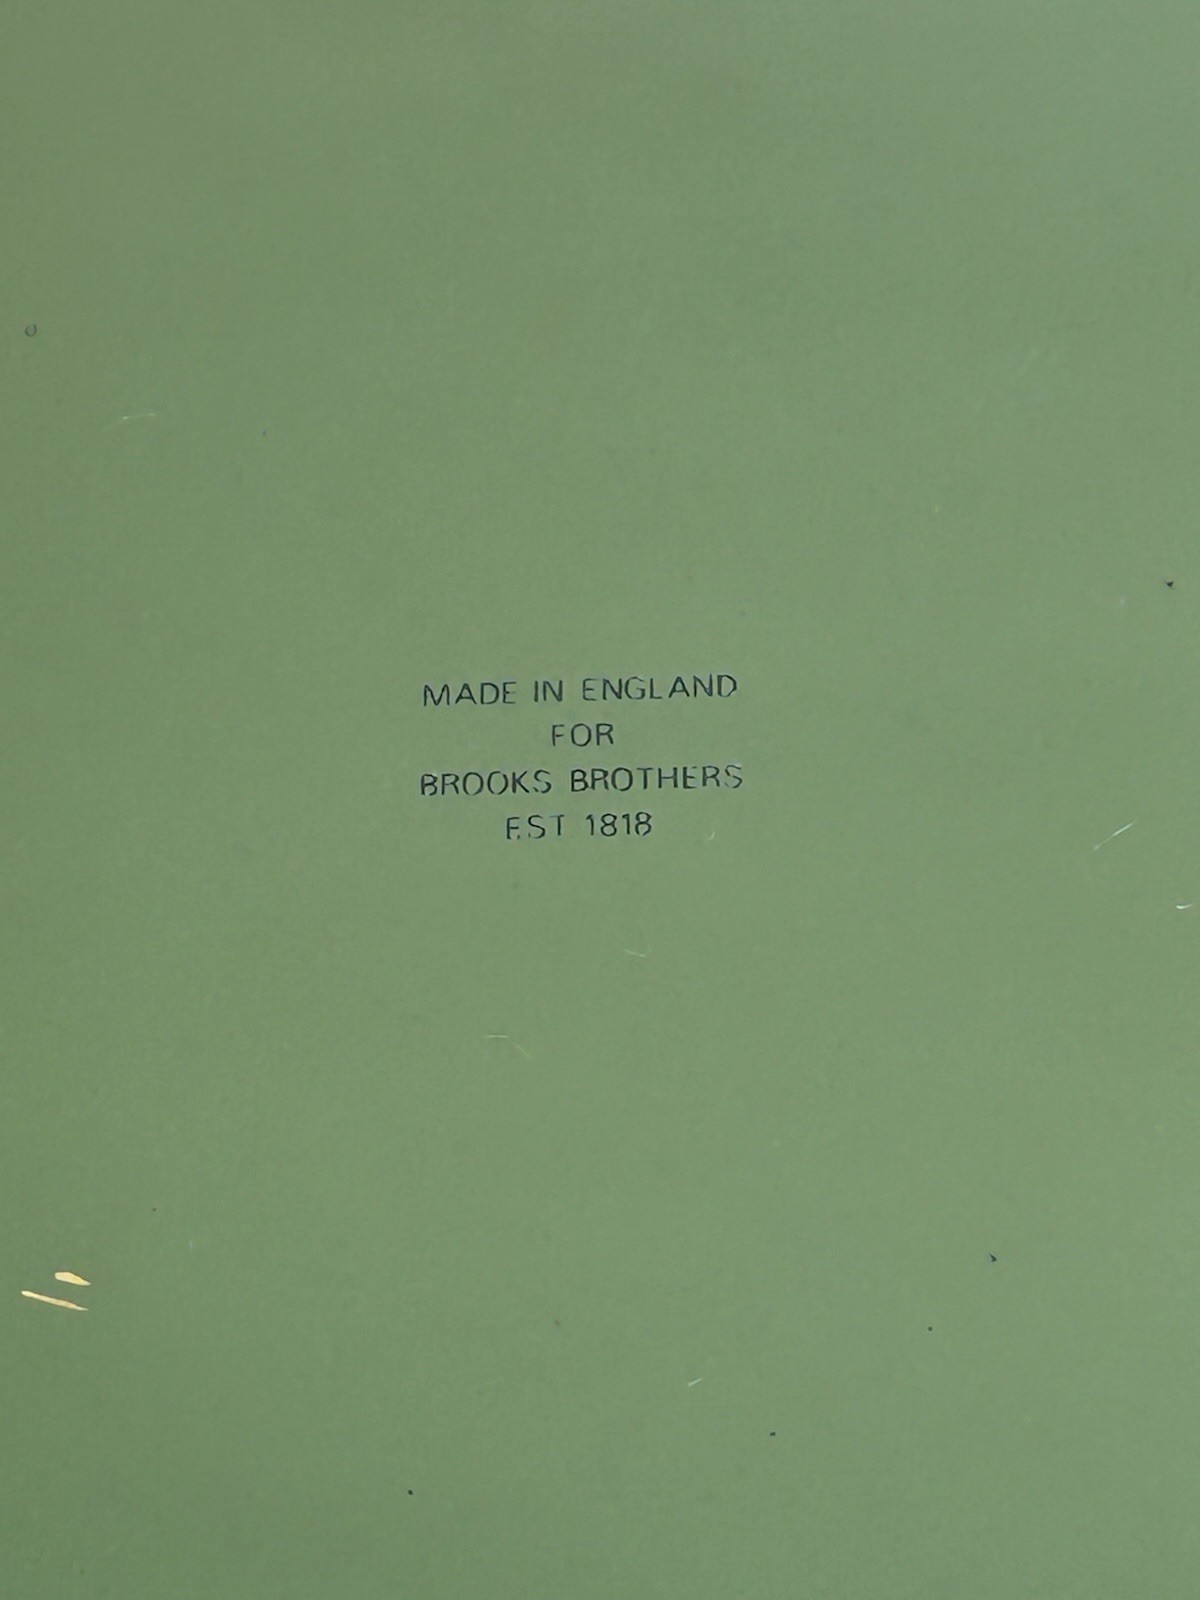 MADE IN ENGLAND
FOR
BROOKS BROTHERS
EST 1818